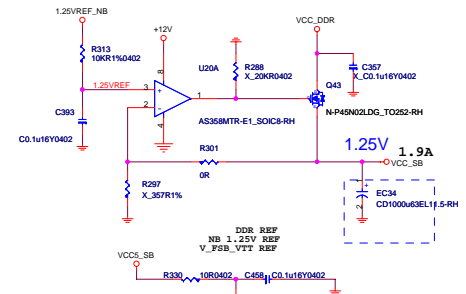 1.25VREF_NB
+12V
VCC_DDR
R313
10KR1%0402
1.25VREF
U20A
R288
X_20KR0402
C357
X_C0.1u16Y0402
Q43
8
3
+
1
2
-
4
AS358MTR-E1_SOIC8-RH
N-P45N02LDG_TO252-RH
C393
C0.1u16Y0402
1.25V
1.9A
VCC_SB
R301
0R
R297
X_357R1%
+
1
2
EC34
CD1000u63EL11.5-RH
DDR REF
NB 1.25V REF
V_FSB_VTT REF
VCC5_SB
R330
10R0402
C458
C0.1u16Y0402